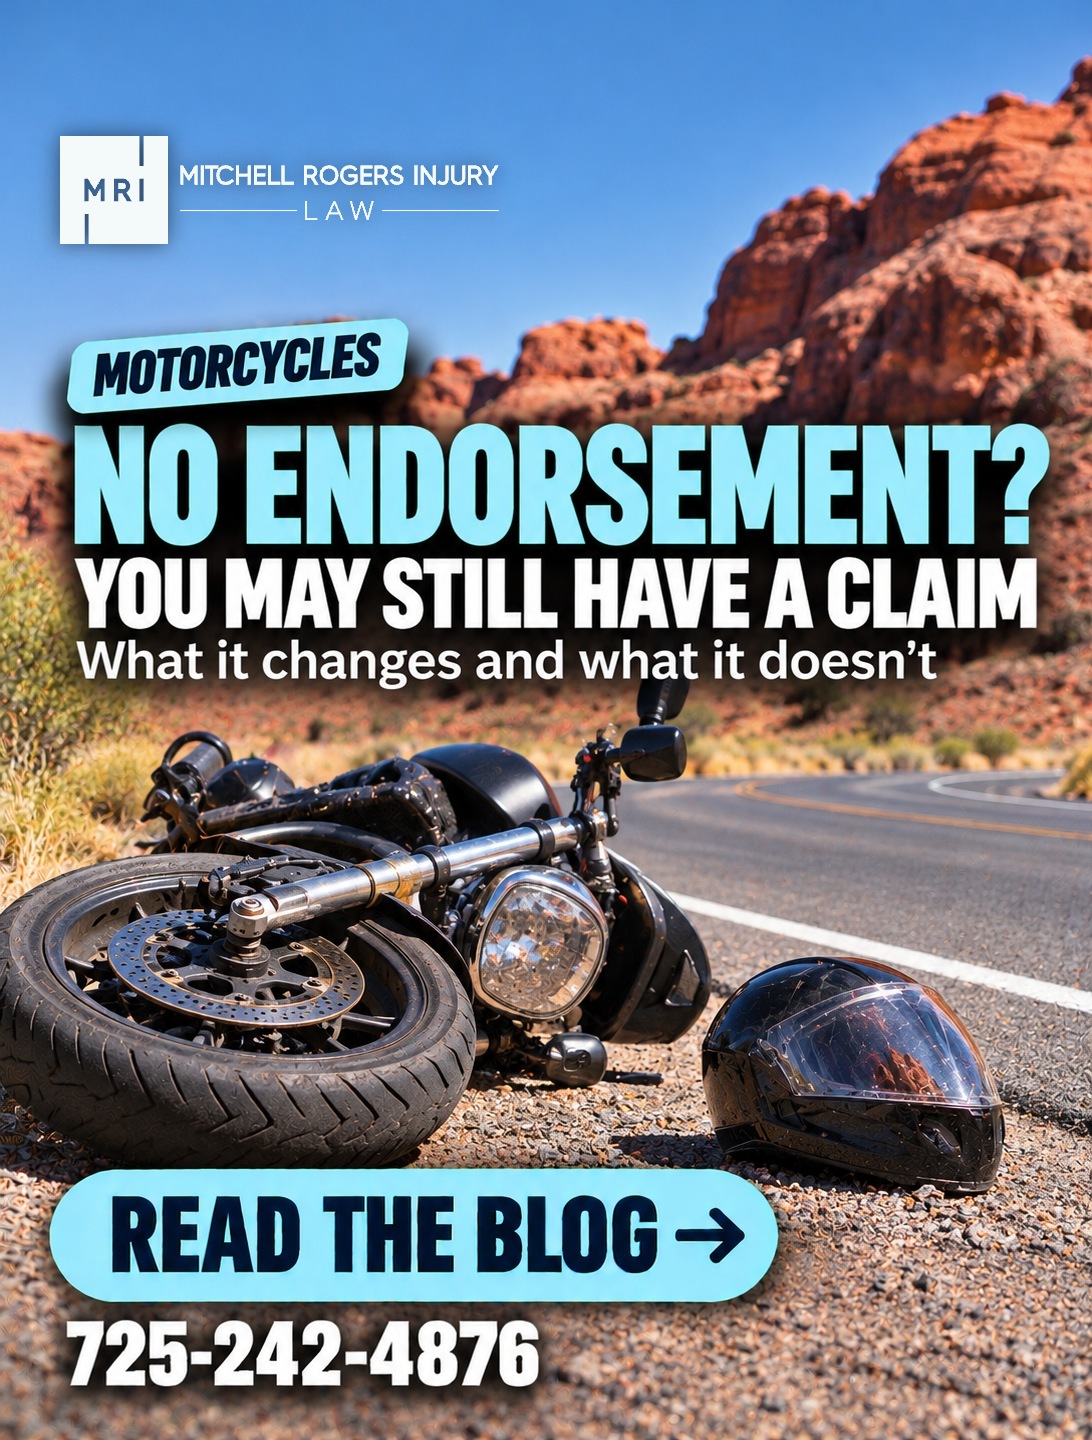 MRI
MITCHELL ROGERS INJURY
LAW
MOTORCYCLES
NO ENDORSEMENT?
YOU MAY STILL HAVE A CLAIM
What it changes and what it doesn't
READ THE BLOG →
725-242-4876